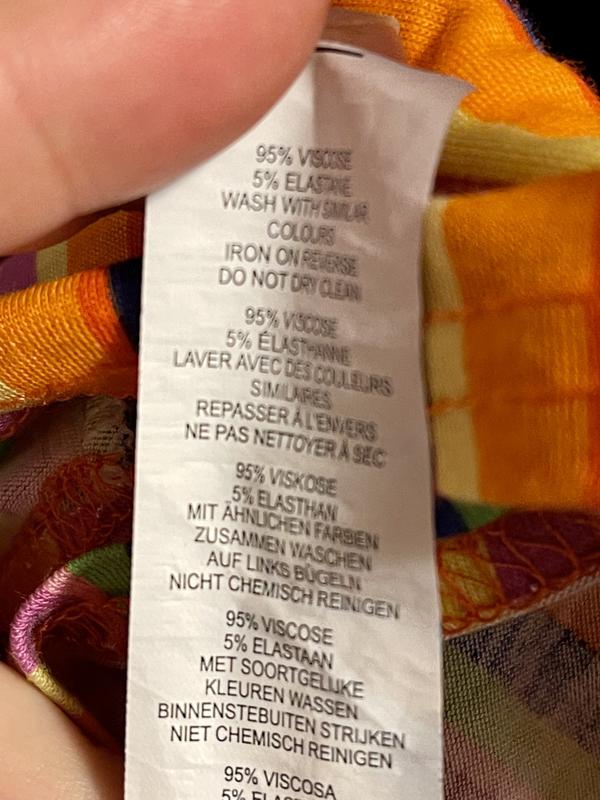 95% VISCOSE
5% ELASTANE
WASH WITH SIMILAR
COLOURS
IRON ON REVERSE
DO NOT DRY CLEAN
95% VISCOSE
5% ÉLASTHANNE
LAVER AVEC DES COULEURS
SIMILAIRES
REPASSER À L'ENVERS
NE PAS NETTOYER À SEC
95% VISKOSE
5% ELASTHAN
MIT ÄHNLICHEN FARBEN
ZUSAMMEN WASCHEN
AUF LINKS BÜGELN
NICHT CHEMISCH REINIGEN
95% VISCOSE
5% ELASTAAN
MET SOORTGELIJKE
KLEUREN WASSEN
BINNENSTEBUITEN STRIJKEN
NIET CHEMISCH REINIGEN
95% VISCOSA
5%